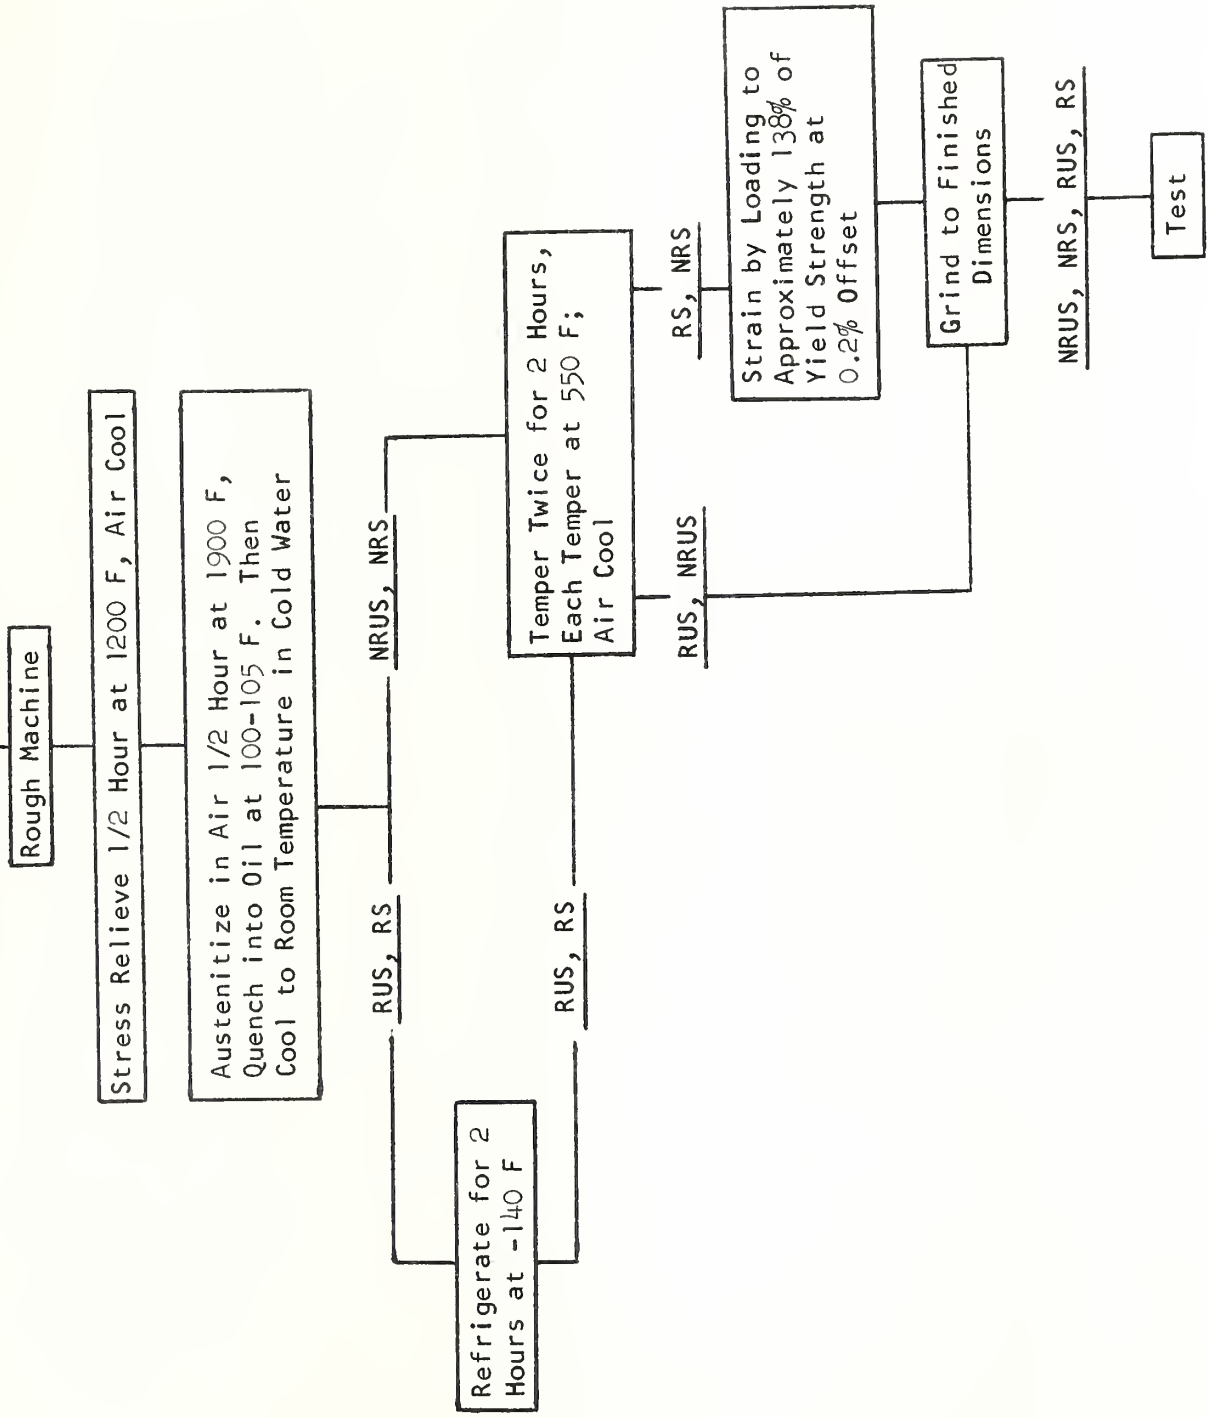 Rough Machine
Stress Relieve 1/2 Hour at 1200 F, Air Cool
Austenitize in Air 1/2 Hour at 1900 F,
Quench into Oil at 100-105 F. Then
Cool to Room Temperature in Cold Water
RUS, RS
NRUS, NRS
Refrigerate for 2
Hours at -140 F
RUS, RS
Temper Twice for 2 Hours,
Each Temper at 550 F;
Air Cool
RUS, NRUS
RS, NRS
Strain by Loading to
Approximately 138% of
Yield Strength at
0.2% Offset
Grind to Finished
Dimensions
NRUS, NRS, RUS, RS
Test